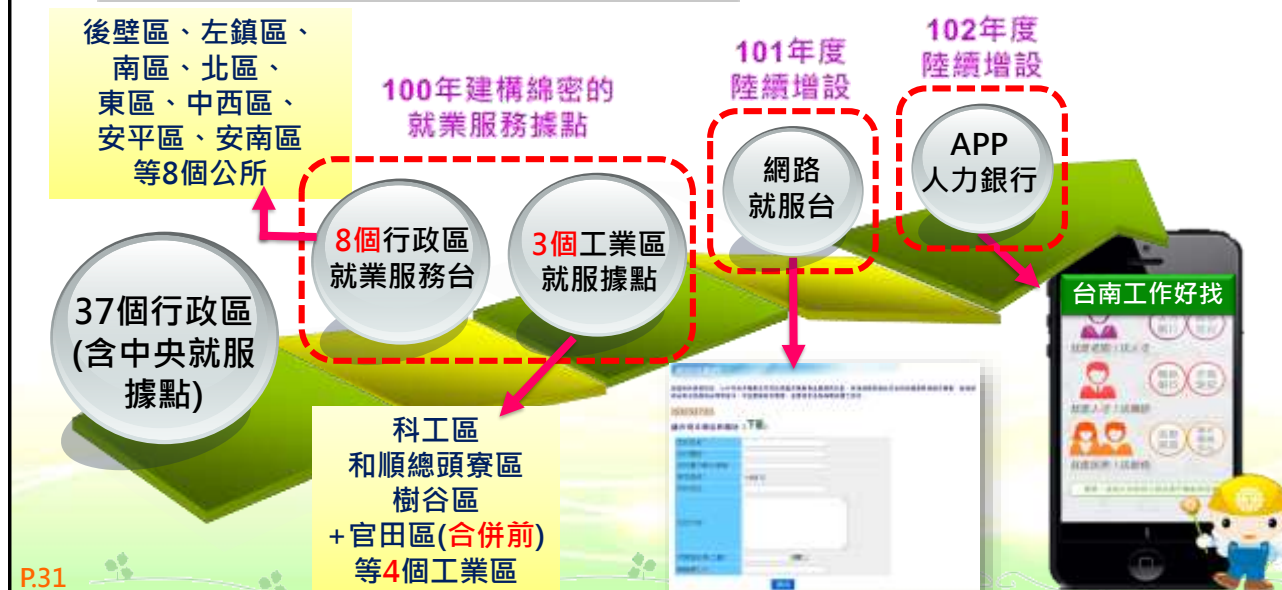 後壁區、左鎮區、
南區、北區、
東區、中西區、
安平區、安南區
等8個公所
100年建構綿密的
就業服務據點
101年度
陸續增設
102年度
陸續增設
37個行政區
(含中央就服
據點)
8個行政區
就業服務台
3個工業區
就服據點
網路
就服台
APP
人力銀行
台南工作好找
科工區
和順總頭寮區
樹谷區
+官田區(合併前)
等4個工業區
P.31